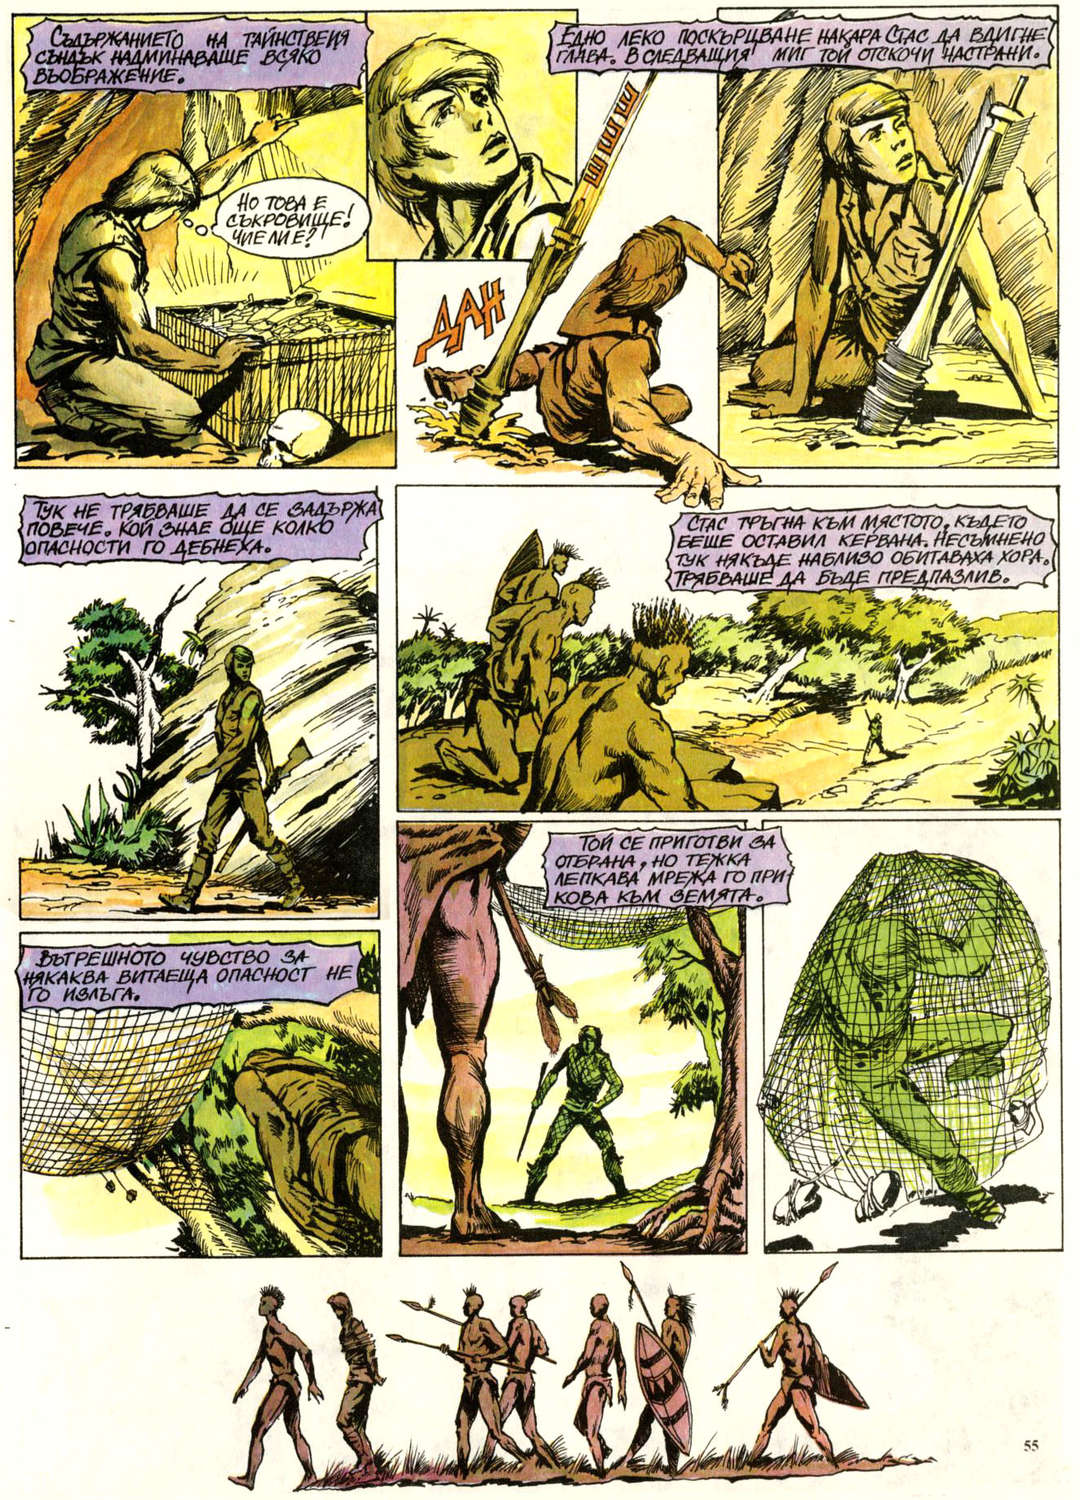 СЪДЪРЖАНИЕТО НА ТАЙНСТВЕИЯ
СЪНДЪК НАДМИНАВАШЕ ВСЯКО
ВЪОБРАЖЕНИЕ.
НО ТОВА Е
СЪКРОВИЩЕ!
ЧИЕ ЛИ Е?
ЕДНО ЛЕКО ПОСКЪРЦВАНЕ НАКАРА СТАС ДА ВДИГНЕ
ГЛАВА. В СЛЕДВАЩИЯ МИГ ТОЙ ОТСКОЧИ НАСТРАНИ.
ШШШШ
ДАН
ТУК НЕ ТРЯБВАШЕ ДА СЕ ЗАДЪРЖА
ПОВЕЧЕ. КОЙ ЗНАЕ ОЩЕ КОЛКО
ОПАСНОСТИ ГО ДЕБНЕХА.
СТАС ТРЪГНА КЪМ МЯСТОТО, КЪДЕТО
БЕШЕ ОСТАВИЛ КЕРВАНА. НЕСЪМНЕНО
ТУК НЯКЪДЕ НАБЛИЗО ОБИТАВАХА ХОРА.
ТРЯБВАШЕ ДА БЪДЕ ПРЕДПАЗЛИВ.
ВЪТРЕШНОТО ЧУВСТВО ЗА
НЯКАКВА ВИТАЕЩА ОПАСНОСТ НЕ
ГО ИЗЛЪГА.
ТОЙ СЕ ПРИГОТВИ ЗА
ОТБРАНА, НО ТЕЖКА
ЛЕПКАВА МРЕЖА ГО ПРИ-
КОВА КЪМ ЗЕМЯТА.
55